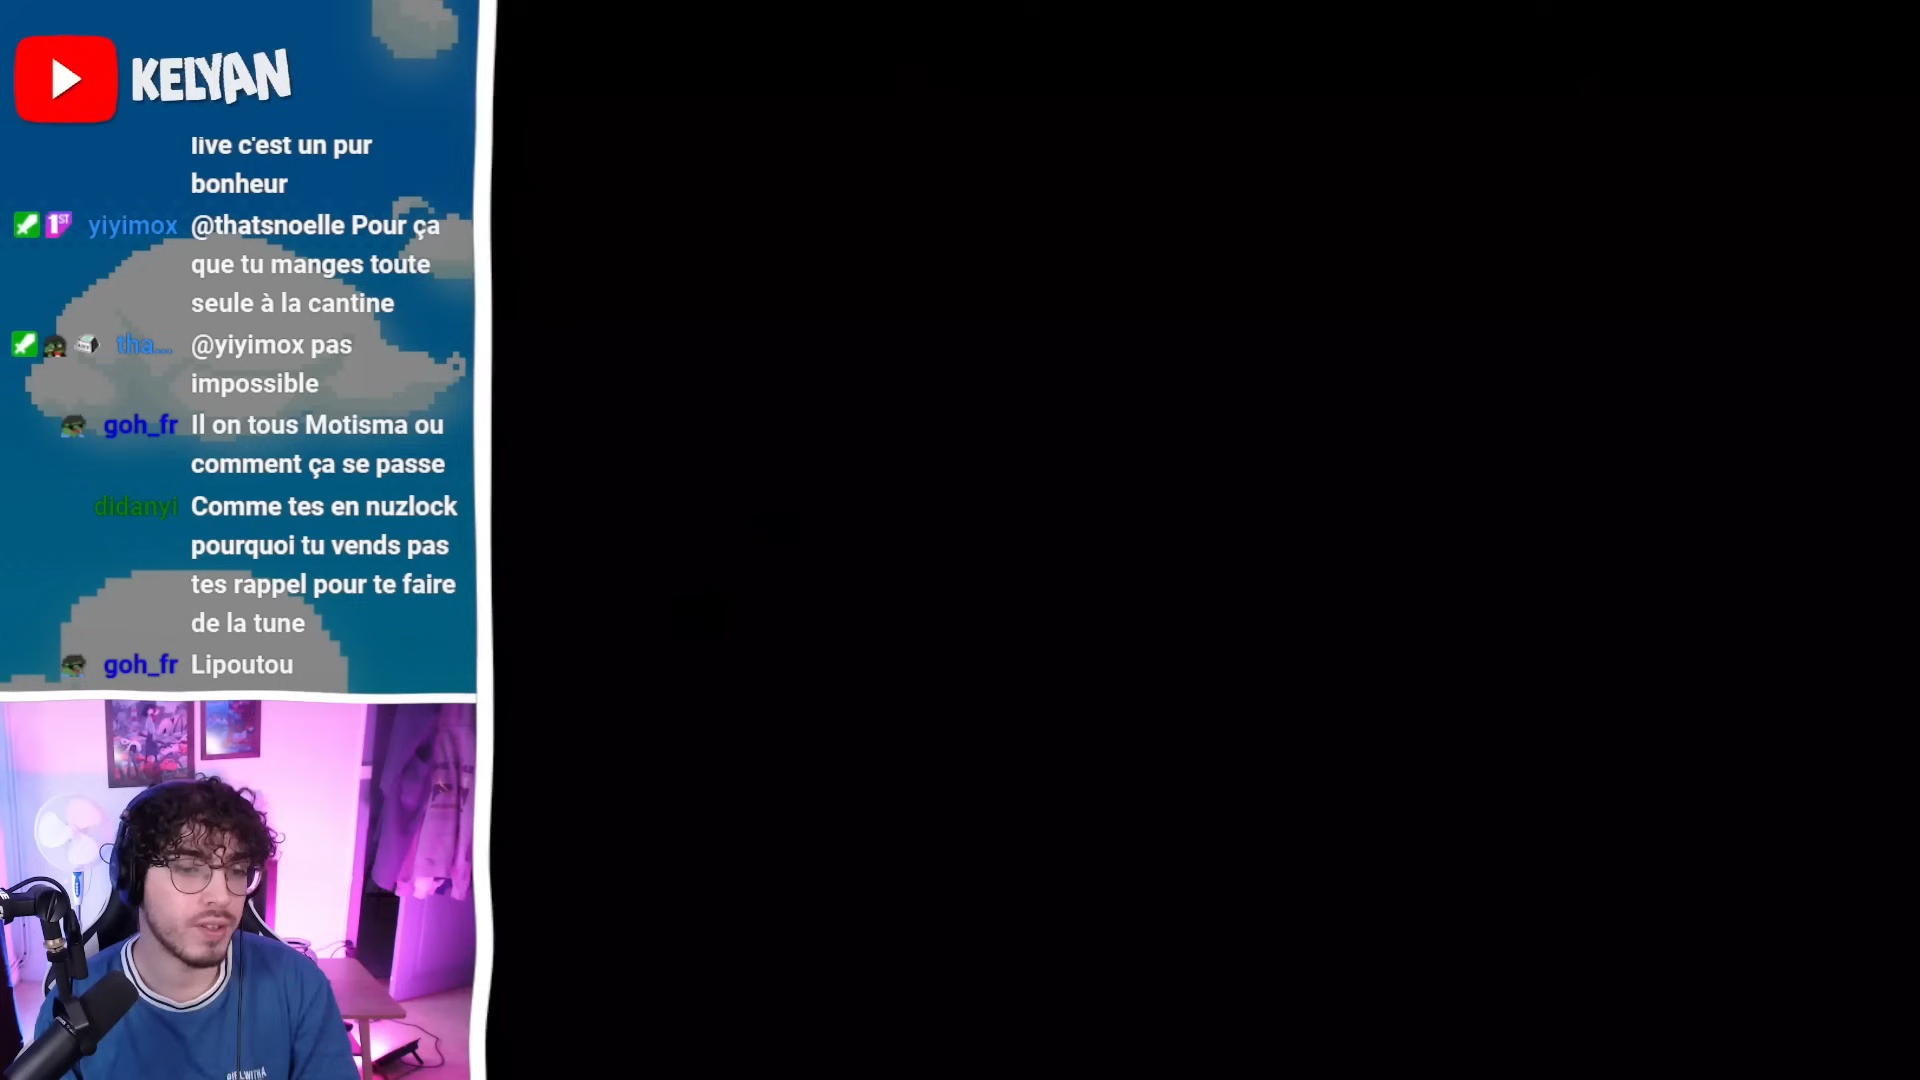 KELYAN
live c'est un pur
bonheur
1ST yiyimox @thatsnoelle Pour ça
que tu manges toute
seule à la cantine
tha... @yiyimox pas
impossible
goh_fr Il on tous Motisma ou
comment ça se passe
didanyi Comme tes en nuzlock
pourquoi tu vends pas
tes rappel pour te faire
de la tune
goh_fr Lipoutou